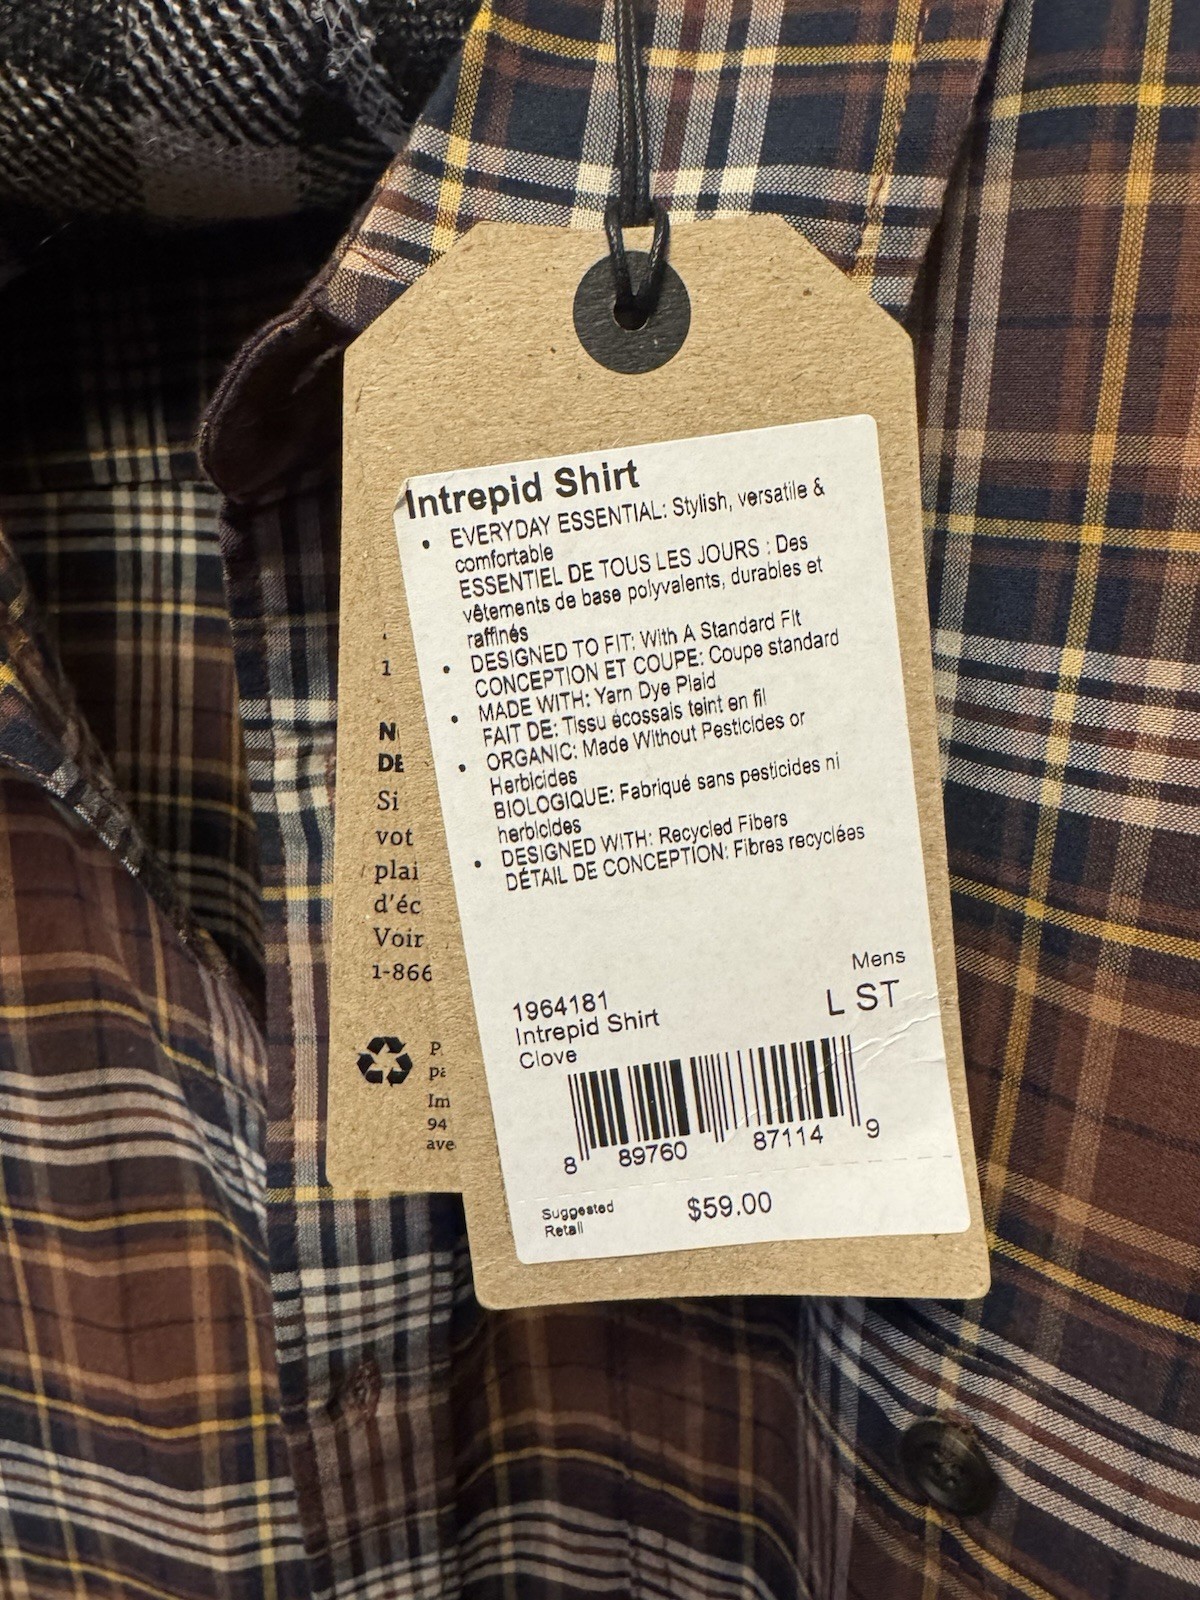 Intrepid Shirt
• EVERYDAY ESSENTIAL: Stylish, versatile &
comfortable
ESSENTIEL DE TOUS LES JOURS : Des
vêtements de base polyvalents, durables et
raffinés
• DESIGNED TO FIT: With A Standard Fit
CONCEPTION ET COUPE: Coupe standard
• MADE WITH: Yarn Dye Plaid
FAIT DE: Tissu écossais teint en fil
• ORGANIC: Made Without Pesticides or
Herbicides
BIOLOGIQUE: Fabriqué sans pesticides ni
herbicides
• DESIGNED WITH: Recycled Fibers
DÉTAIL DE CONCEPTION: Fibres recyclées
Mens
L ST
1964181
Intrepid Shirt
Clove
8 89760 87114 9
Suggested
Retail
$59.00
1
DE
Si
vot
plai
d'éc
Voir
1-866
P
Im
94
ave